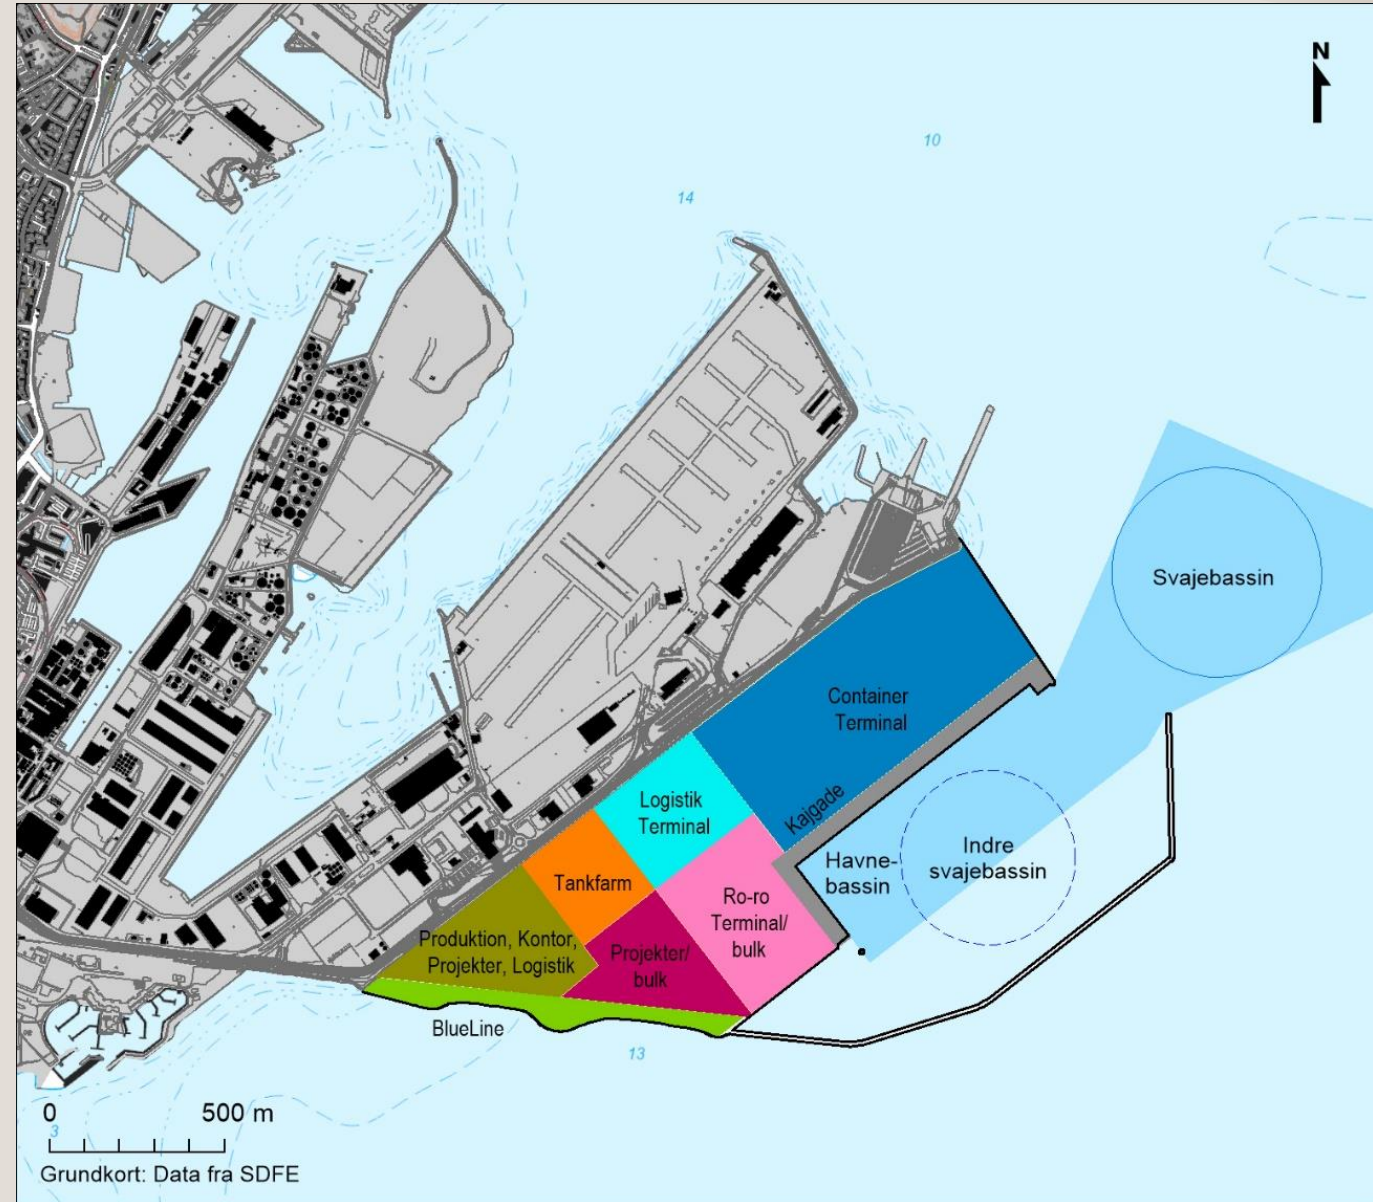 N
10
14
Svajebassin
Container
Terminal
Kajgade
Logistik
Terminal
Havne-
bassin
Indre
svajebassin
Tankfarm
Ro-ro
Terminal/
bulk
Produktion, Kontor,
Projekter, Logistik
Projekter/
bulk
BlueLine
13
0 500 m
3
Grundkort: Data fra SDFE